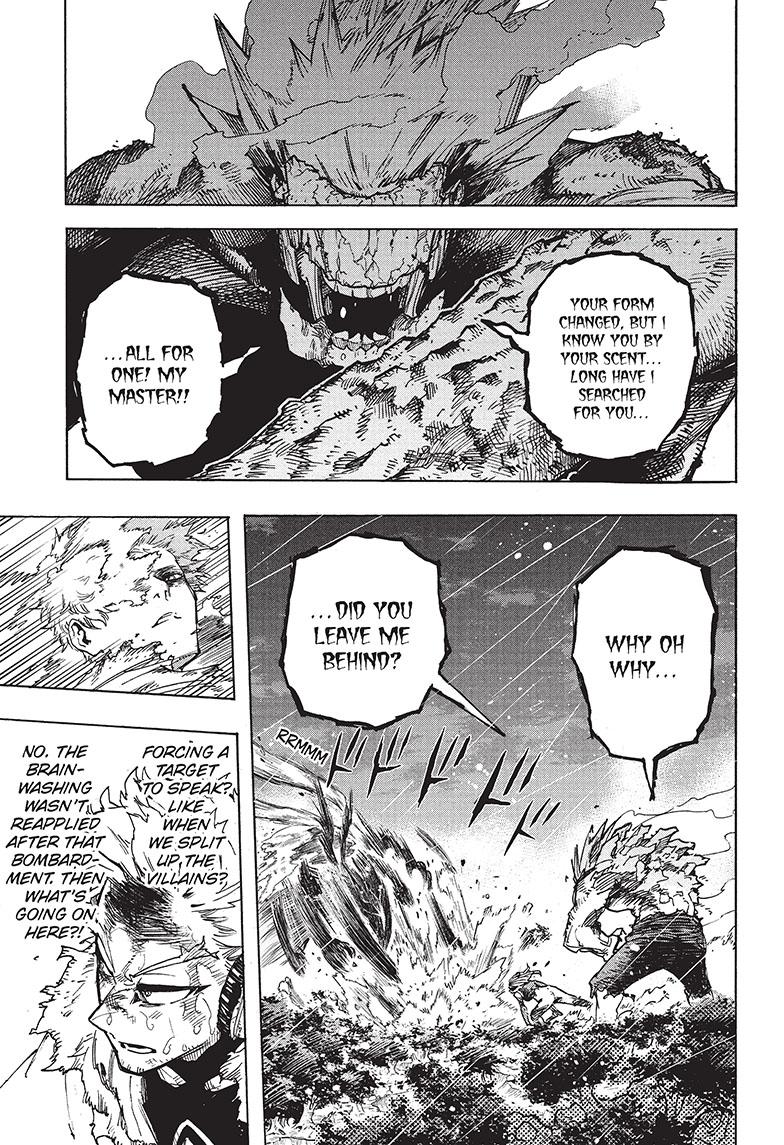 YOUR FORM
CHANGED, BUT I
KNOW YOU BY
YOUR SCENT...
LONG HAVE I
SEARCHED
FOR YOU...
...ALL FOR
ONE! MY
MASTER!!
WHY OH
WHY...
...DID YOU
LEAVE ME
BEHIND?
RRMMM
ドドドド
FORCING A
TARGET
TO SPEAK?
LIKE
WHEN
WE SPLIT
UP THE
VILLAINS?
NO. THE
BRAIN-
WASHING
WASN'T
REAPPLIED
AFTER THAT
BOMBARD-
MENT. THEN
WHAT'S
GOING ON
HERE?!